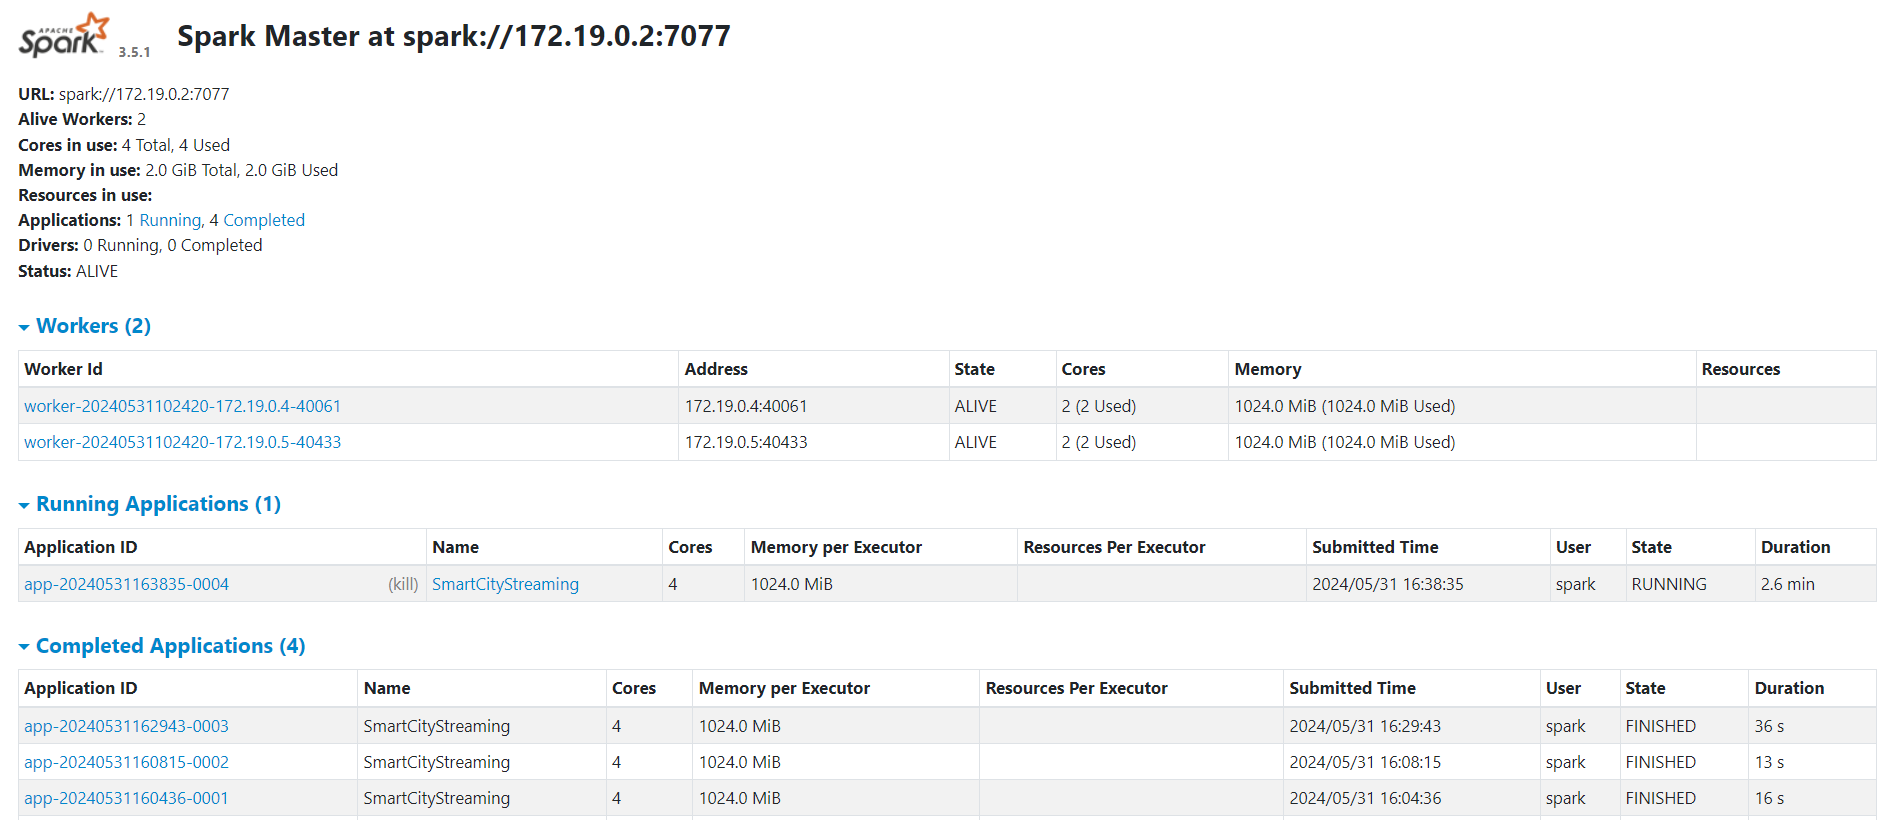 APACHE
Spark 3.5.1 Spark Master at spark://172.19.0.2:7077
URL: spark://172.19.0.2:7077
Alive Workers: 2
Cores in use: 4 Total, 4 Used
Memory in use: 2.0 GiB Total, 2.0 GiB Used
Resources in use:
Applications: 1 Running, 4 Completed
Drivers: 0 Running, 0 Completed
Status: ALIVE
Workers (2)
Worker Id Address State Cores Memory Resources
worker-20240531102420-172.19.0.4-40061 172.19.0.4:40061 ALIVE 2 (2 Used) 1024.0 MiB (1024.0 MiB Used)
worker-20240531102420-172.19.0.5-40433 172.19.0.5:40433 ALIVE 2 (2 Used) 1024.0 MiB (1024.0 MiB Used)
Running Applications (1)
Application ID Name Cores Memory per Executor Resources Per Executor Submitted Time User State Duration
app-20240531163835-0004 (kill) SmartCityStreaming 4 1024.0 MiB 2024/05/31 16:38:35 spark RUNNING 2.6 min
Completed Applications (4)
Application ID Name Cores Memory per Executor Resources Per Executor Submitted Time User State Duration
app-20240531162943-0003 SmartCityStreaming 4 1024.0 MiB 2024/05/31 16:29:43 spark FINISHED 36 s
app-20240531160815-0002 SmartCityStreaming 4 1024.0 MiB 2024/05/31 16:08:15 spark FINISHED 13 s
app-20240531160436-0001 SmartCityStreaming 4 1024.0 MiB 2024/05/31 16:04:36 spark FINISHED 16 s